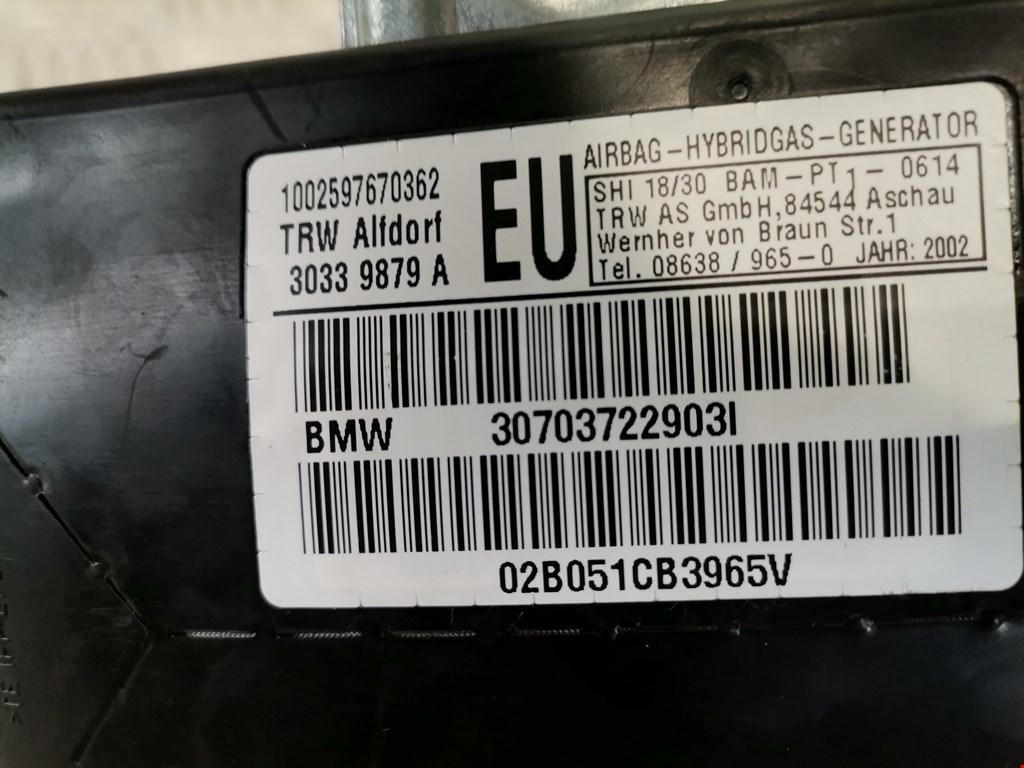 1002597670362
TRW Alfdorf
3033 9879 A
EU
AIRBAG-HYBRIDGAS-GENERATOR
SHI 18/30 BAM-PT1-0614
TRW AS GmbH,84544 Aschau
Wernher von Braun Str.1
Tel. 08638 / 965-0 JAHR: 2002
BMW 30703722903I
02B051CB3965V